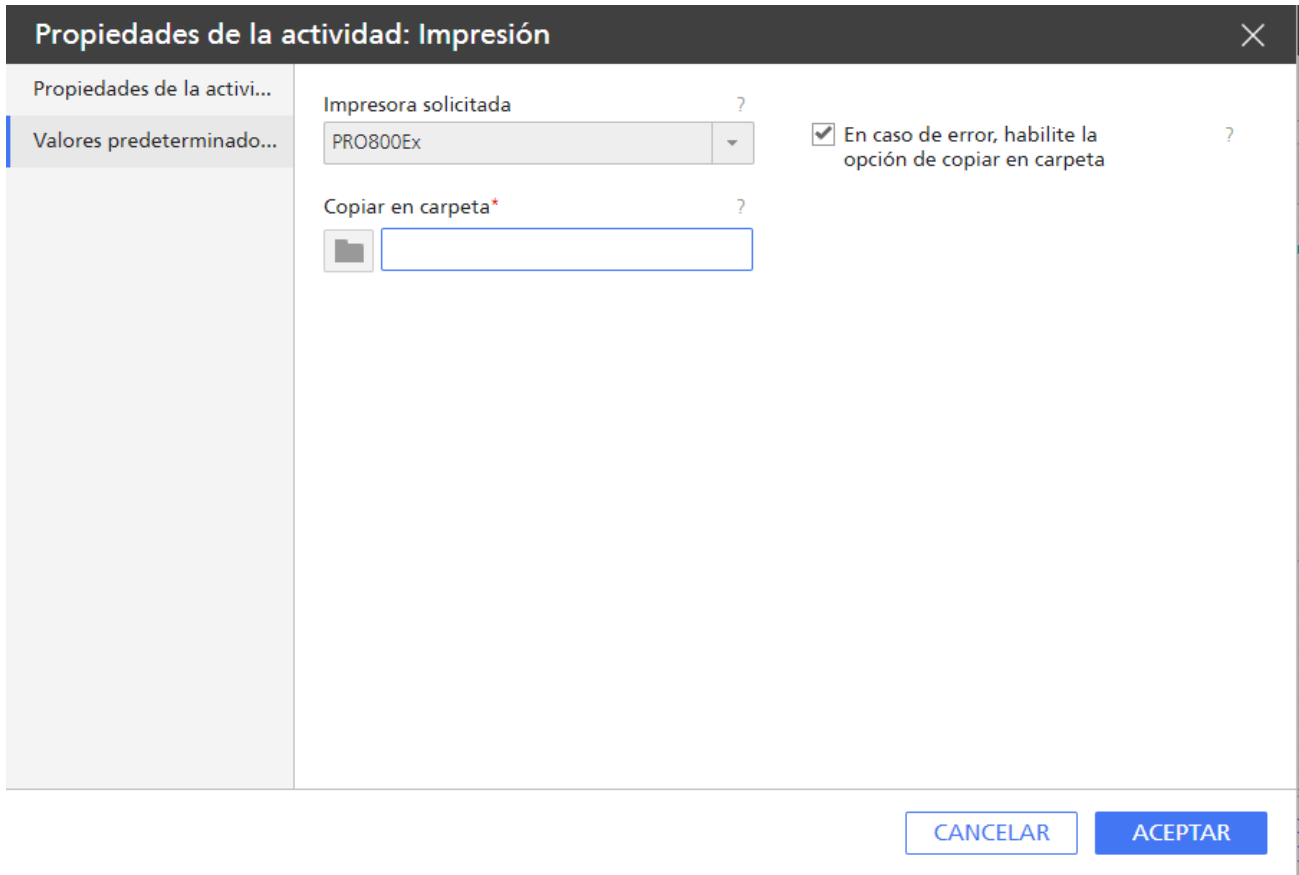 Propiedades de la actividad: Impresión
Propiedades de la activi...
Valores predeterminado...
Impresora solicitada ?
PRO800Ex
En caso de error, habilite la ?
opción de copiar en carpeta
Copiar en carpeta* ?
CANCELAR
ACEPTAR